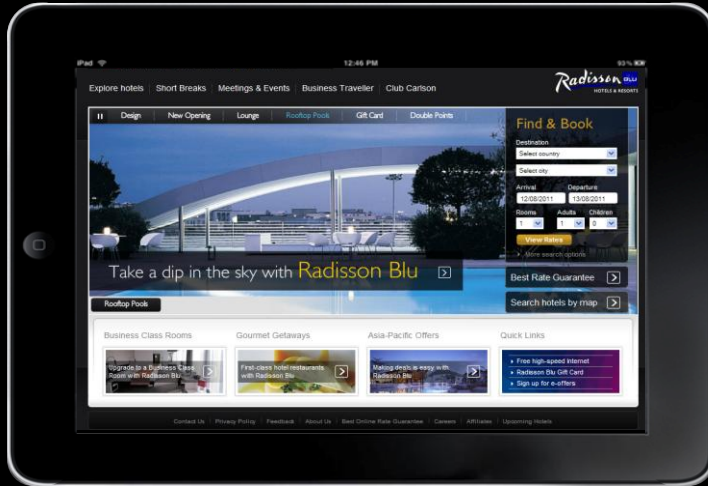 iPad
12:46 PM
93%
Explore hotels
Short Breaks
Meetings & Events
Business Traveller
Club Carlson
Radisson BLU
HOTELS & RESORTS
Design
New Opening
Lounge
Rooftop Pools
Gift Card
Double Points
Find & Book
Destination
Select country
Select city
Arrival Departure
12/08/2011 13/08/2011
Rooms Adults Children
1 1 0
View Rates
More search options
Take a dip in the sky with Radisson Blu
Best Rate Guarantee
Search hotels by map
Rooftop Pools
Business Class Rooms
Upgrade to a Business Class
Room with Radisson Blu
Gourmet Getaways
First-class hotel restaurants
with Radisson Blu
Asia-Pacific Offers
Making deals is easy with
Radisson Blu
Quick Links
Free high-speed Internet
Radisson Blu Gift Card
Sign up for e-offers
Contact Us | Privacy Policy | Feedback | About Us | Best Online Rate Guarantee | Careers | Affiliates | Upcoming Hotels